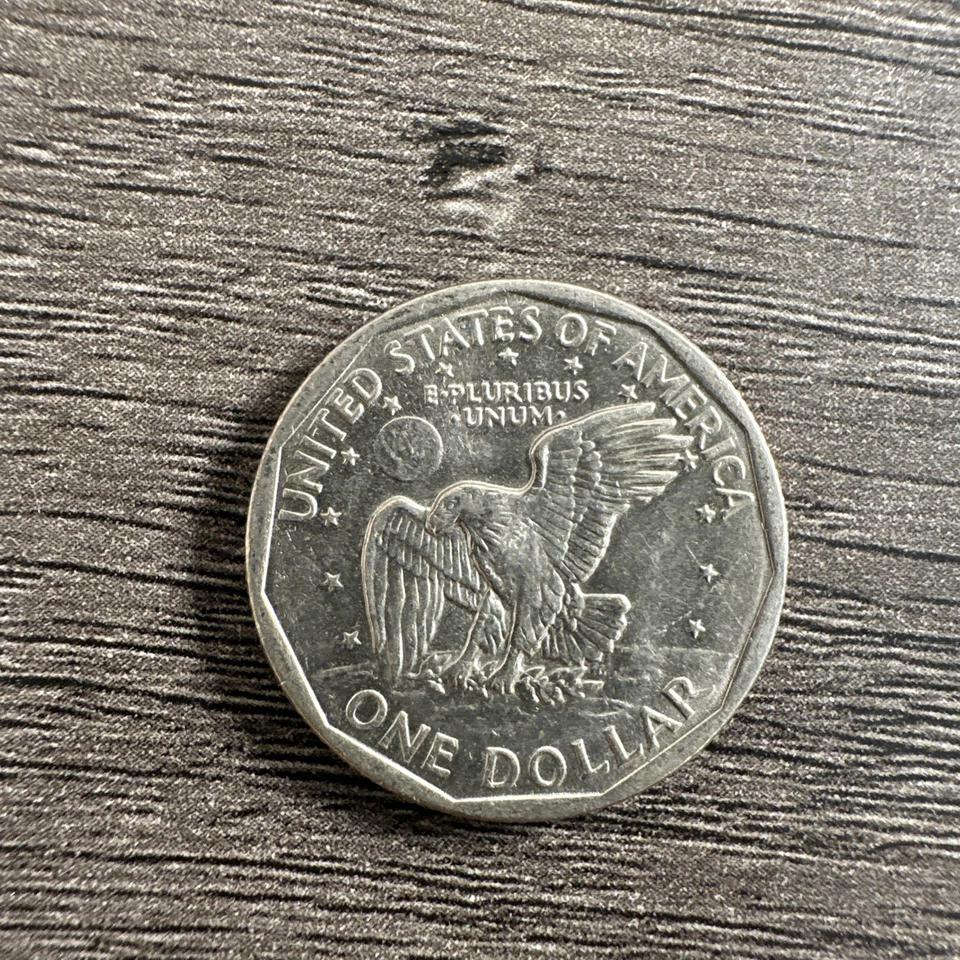 UNITED STATES OF AMERICA
E·PLURIBUS
·UNUM·
ONE DOLLAR